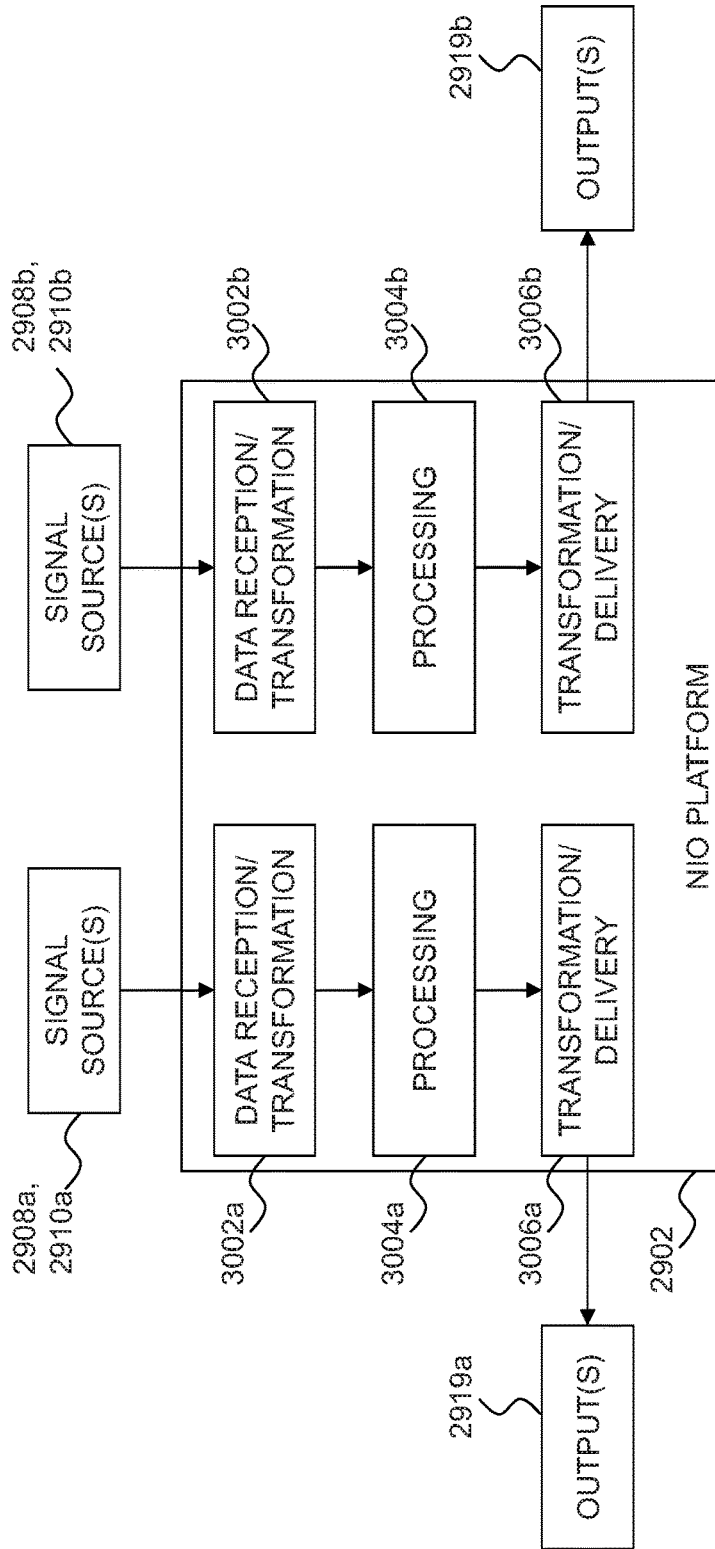 2908a,
2910a
SIGNAL
SOURCE(S)
SIGNAL
SOURCE(S)
2908b,
2910b
3002a
DATA RECEPTION/
TRANSFORMATION
DATA RECEPTION/
TRANSFORMATION
3002b
3004a
PROCESSING
PROCESSING
3004b
3006a
TRANSFORMATION/
DELIVERY
TRANSFORMATION/
DELIVERY
3006b
2919a
OUTPUT(S)
2919b
OUTPUT(S)
2902
NIO PLATFORM